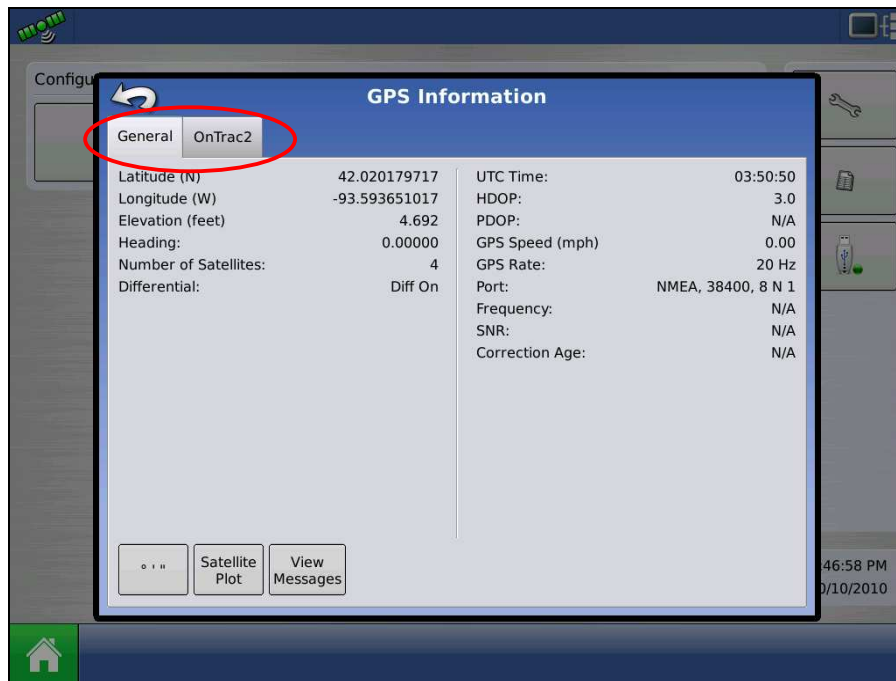 Configu
GPS Information
General OnTrac2
Latitude (N) 42.020179717
Longitude (W) -93.593651017
Elevation (feet) 4.692
Heading: 0.00000
Number of Satellites: 4
Differential: Diff On
UTC Time: 03:50:50
HDOP: 3.0
PDOP: N/A
GPS Speed (mph) 0.00
GPS Rate: 20 Hz
Port: NMEA, 38400, 8 N 1
Frequency: N/A
SNR: N/A
Correction Age: N/A
° ' "
Satellite
Plot
View
Messages
:46:58 PM
0/10/2010